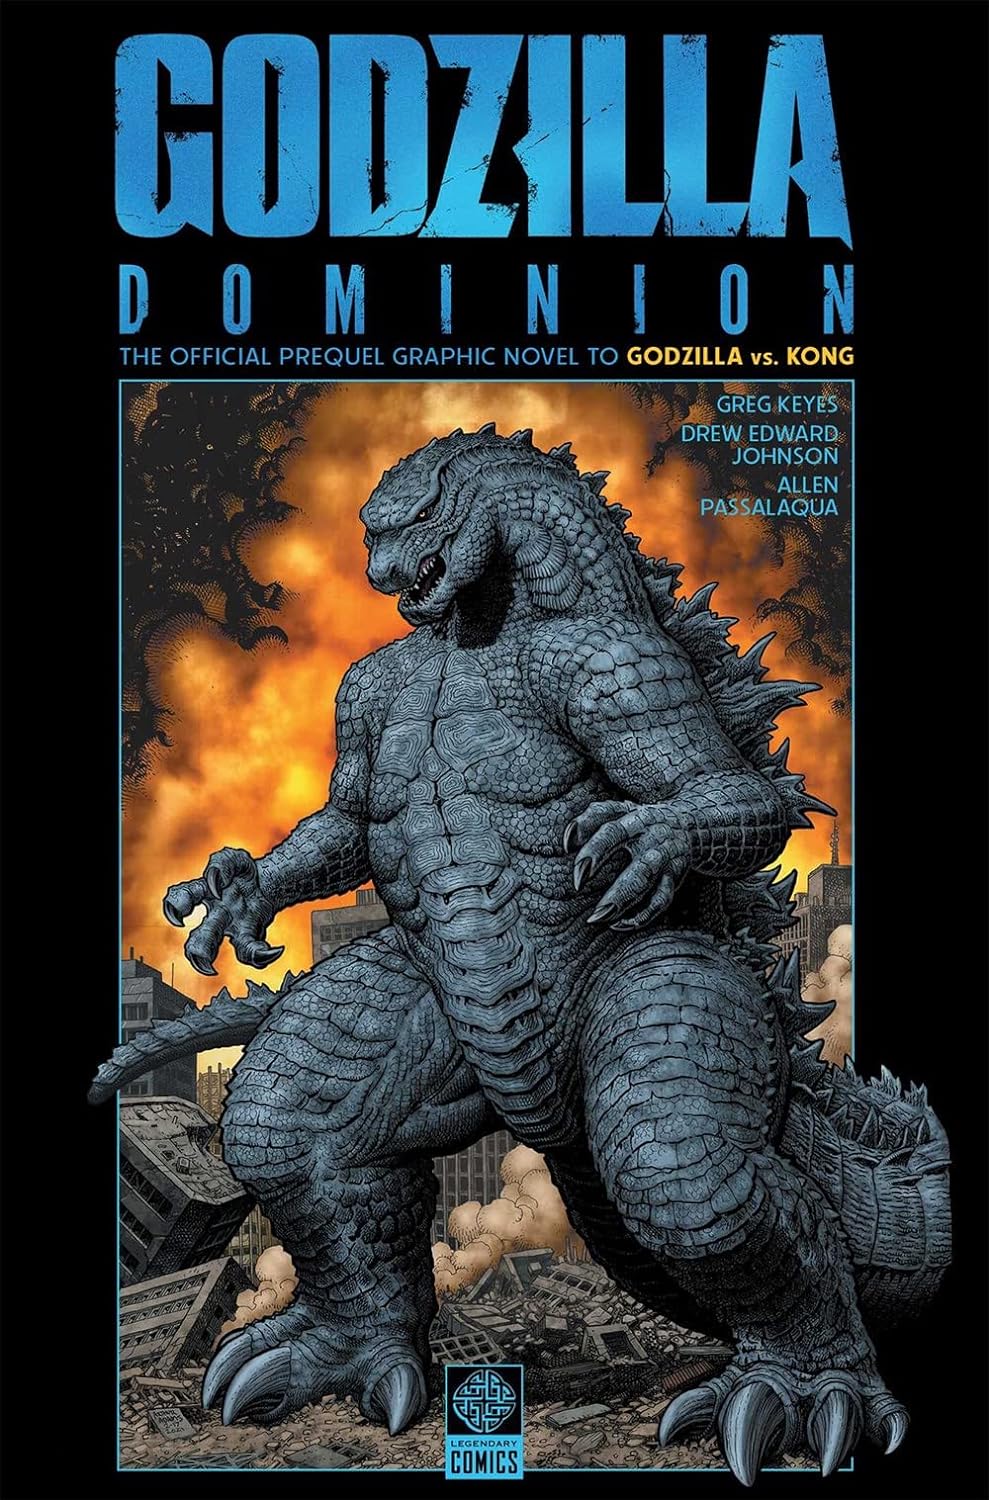 GODZILLA
DOMINION
THE OFFICIAL PREQUEL GRAPHIC NOVEL TO GODZILLA vs. KONG
GREG KEYES
DREW EDWARD
JOHNSON
ALLEN
PASSALAQUA
LEGENDARY
COMICS